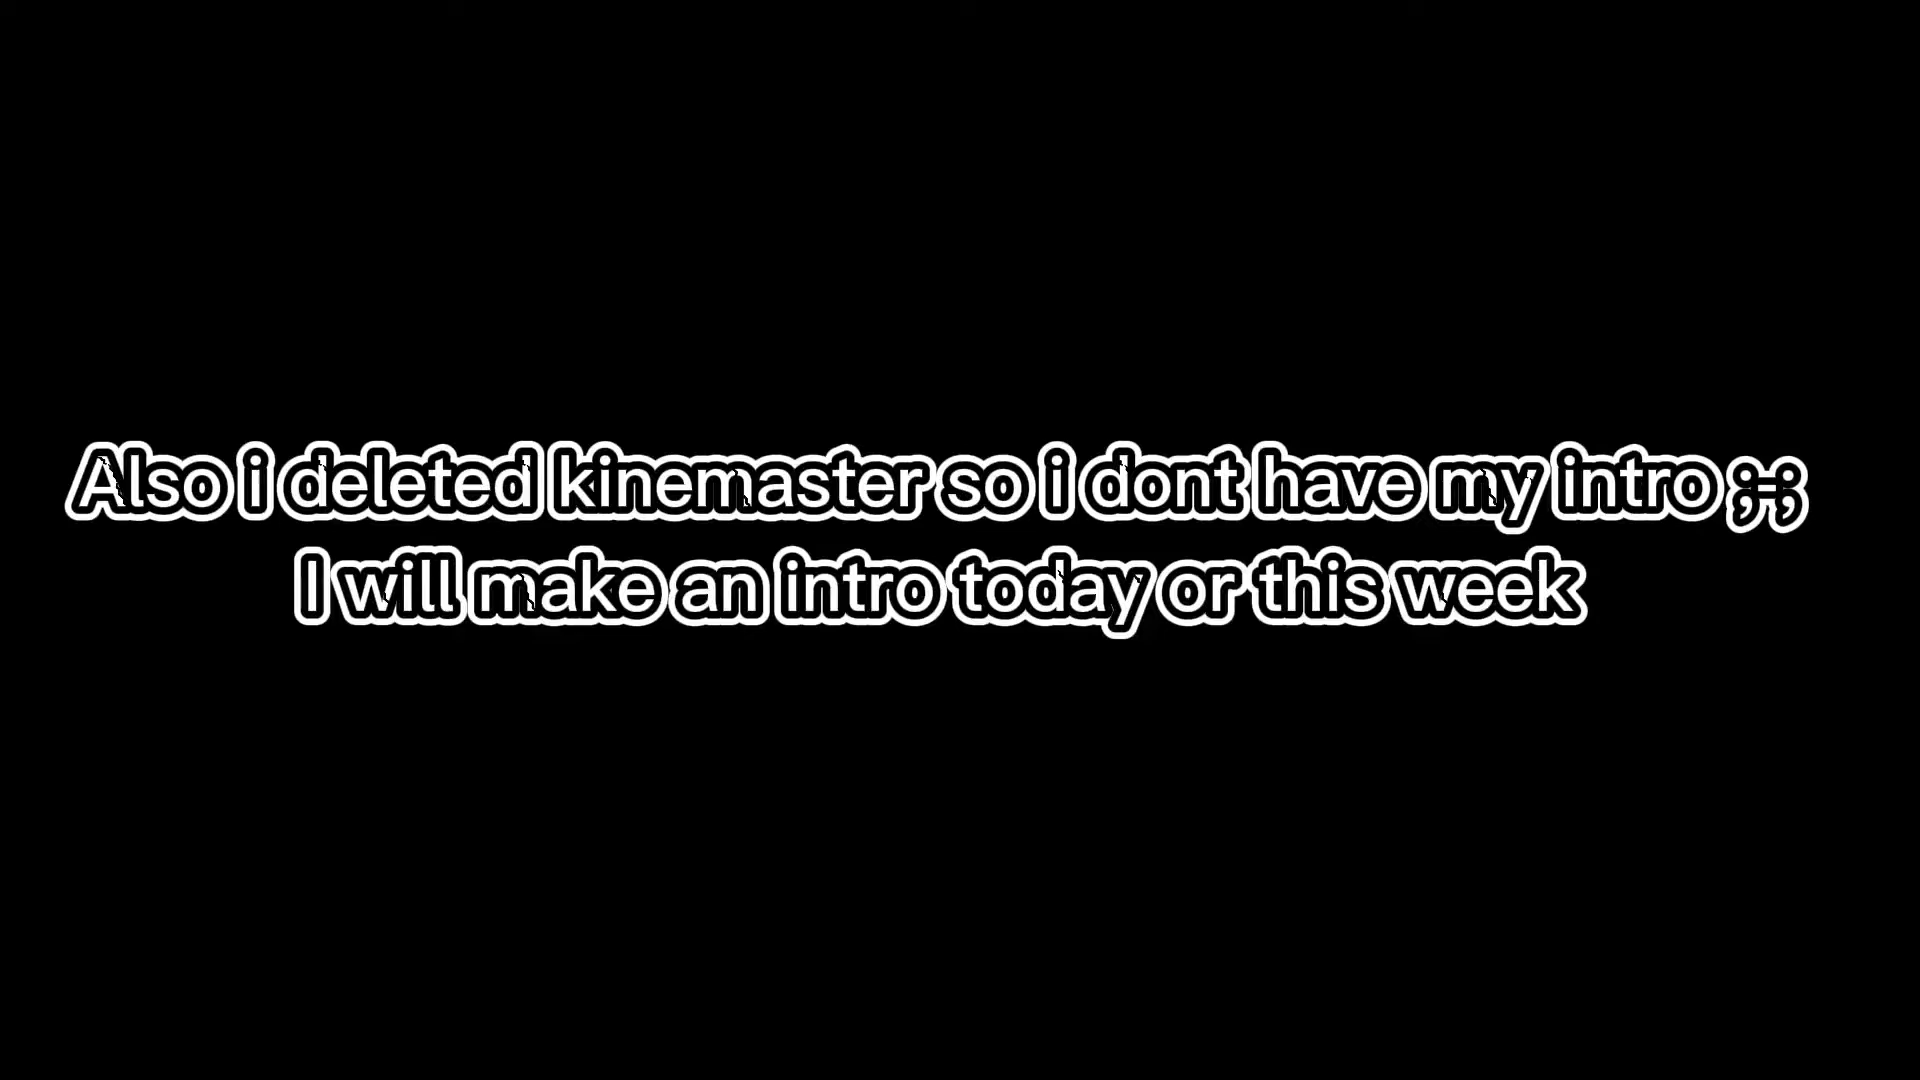 Also i deleted kinemaster so i dont have my intro ;-;
I will make an intro today or this week